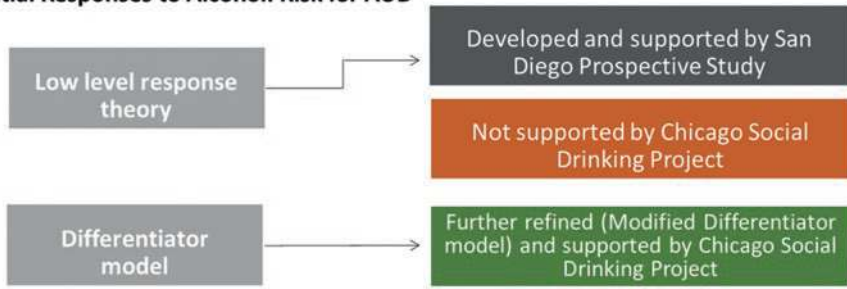 Responses to Alcohol: Risk for AUD
Low level response
theory
Developed and supported by San
Diego Prospective Study
Not supported by Chicago Social
Drinking Project
Differentiator
model
Further refined (Modified Differentiator
model) and supported by Chicago Social
Drinking Project